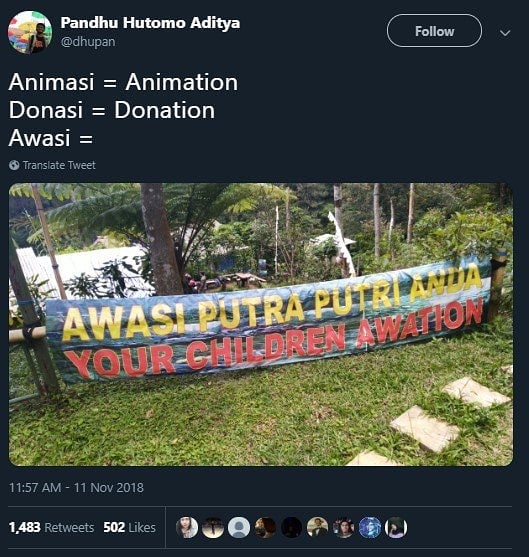 Pandhu Hutomo Aditya
@dhupan
Follow
Animasi = Animation
Donasi = Donation
Awasi =
Translate Tweet
AWASI PUTRA PUTRI ANDA
YOUR CHILDREN AWATION
11:57 AM - 11 Nov 2018
1,483 Retweets 502 Likes